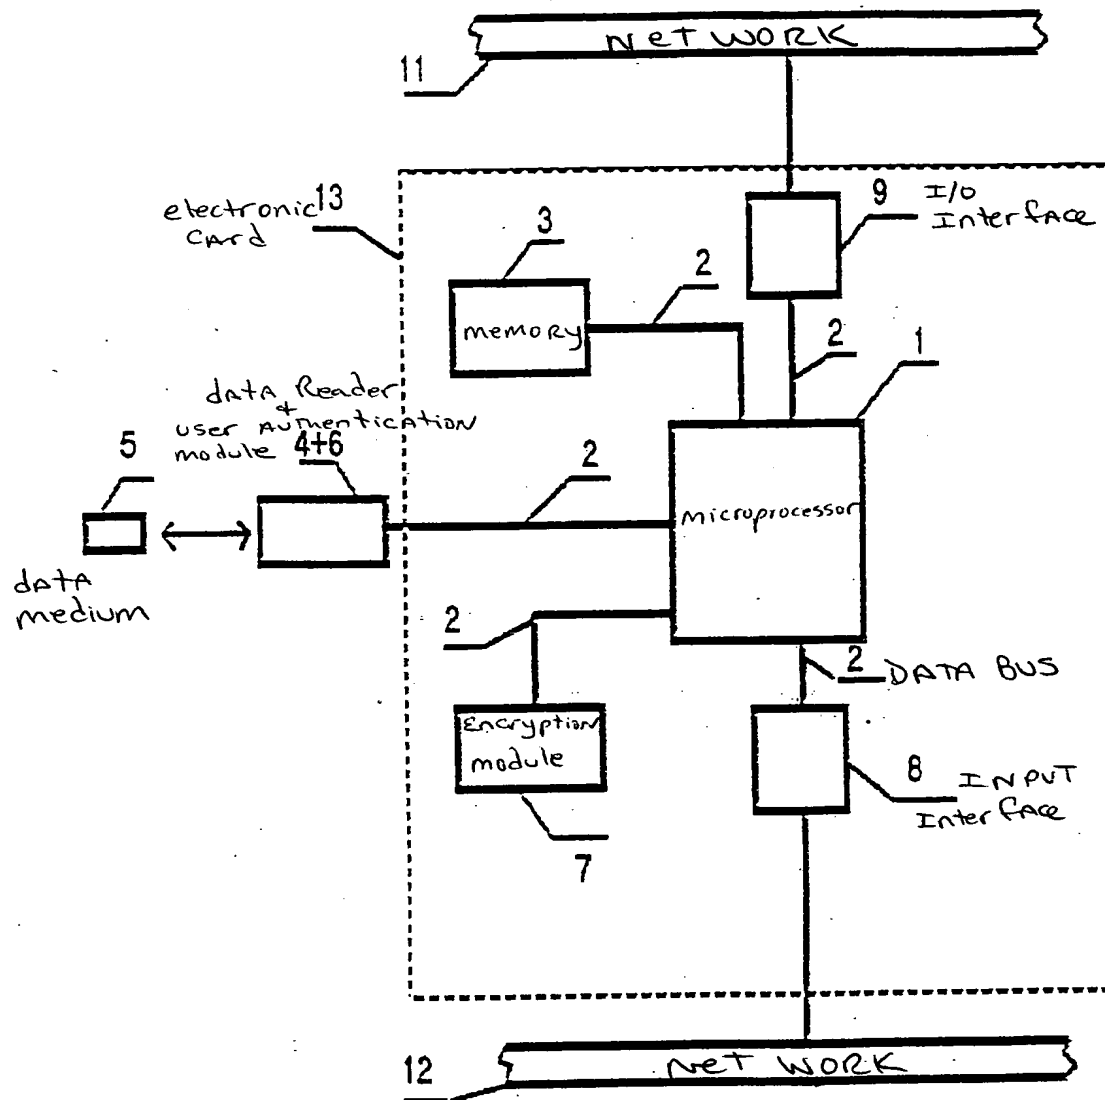 NETWORK
11
electronic 13
CARD
9 I/O
Interface
3
2
memory
2
1
DATA Reader
+
user AUTHENTICATION
module 4+6
5
2
microprocessor
data
medium
2
2 DATA BUS
Encryption
module
8 INPUT
Interface
7
12
NETWORK